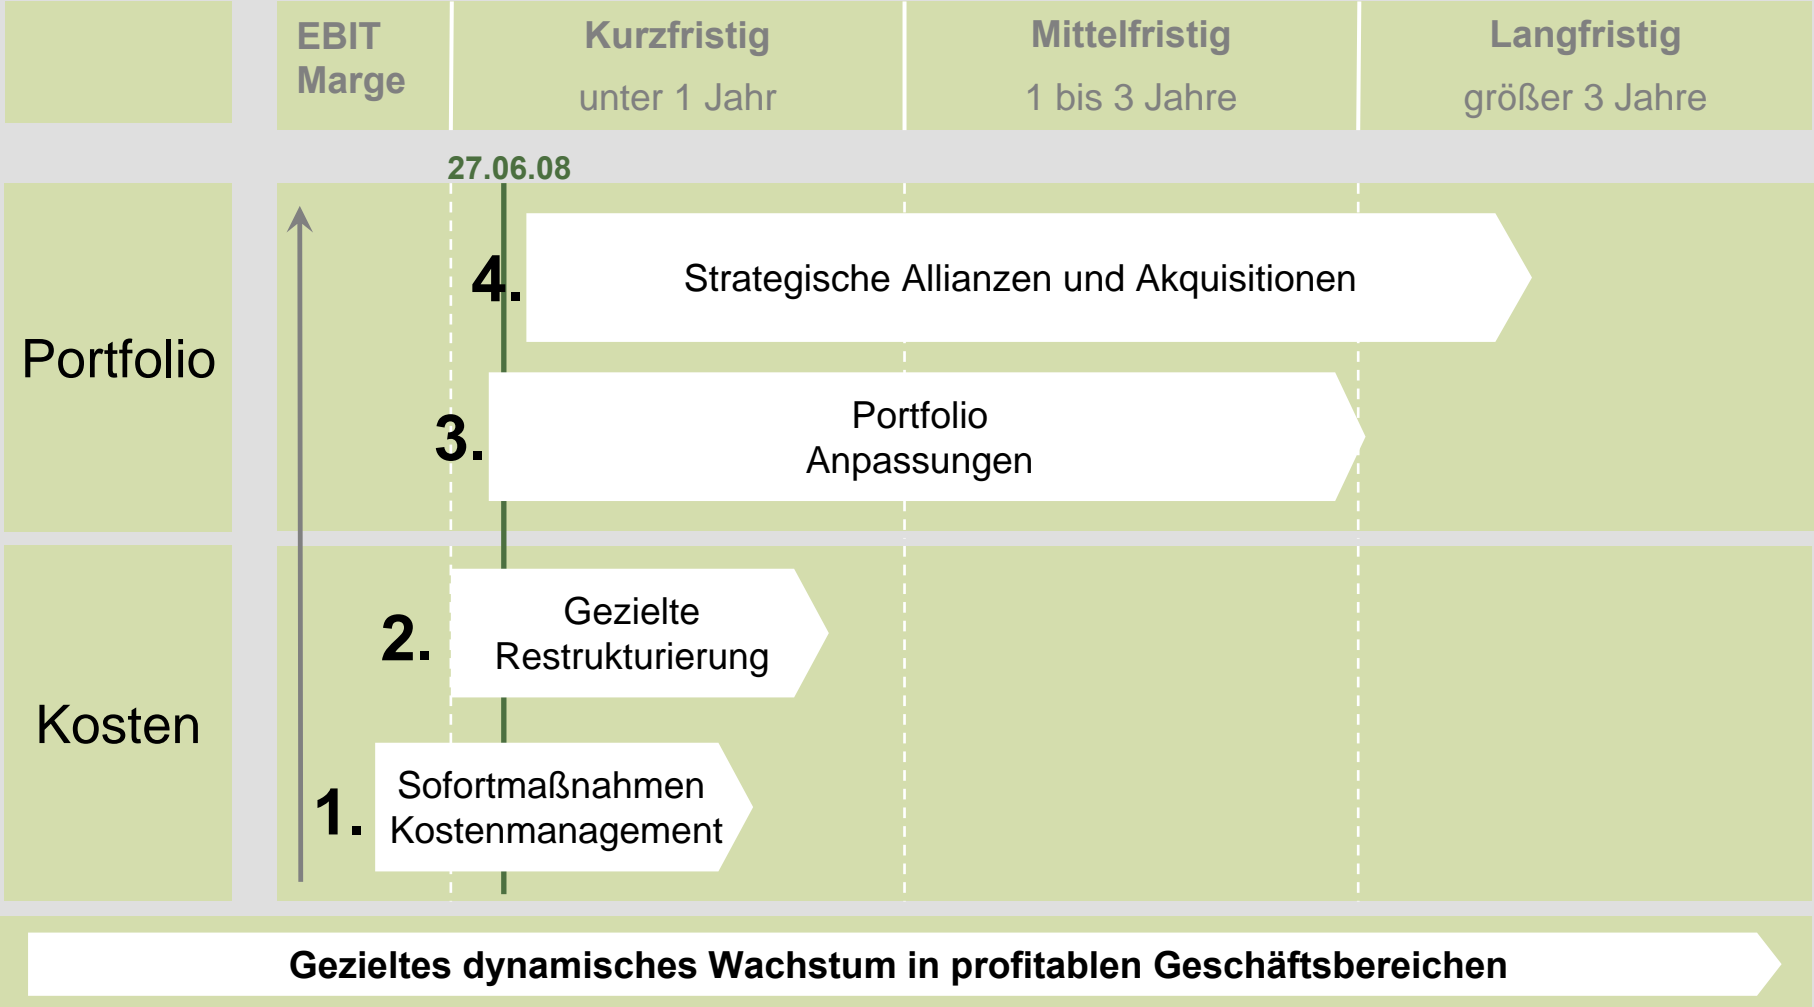 EBIT
Marge
Kurzfristig
unter 1 Jahr
Mittelfristig
1 bis 3 Jahre
Langfristig
größer 3 Jahre
27.06.08
Portfolio
4.
Strategische Allianzen und Akquisitionen
3.
Portfolio
Anpassungen
Kosten
2.
Gezielte
Restrukturierung
1.
Sofortmaßnahmen
Kostenmanagement
Gezieltes dynamisches Wachstum in profitablen Geschäftsbereichen